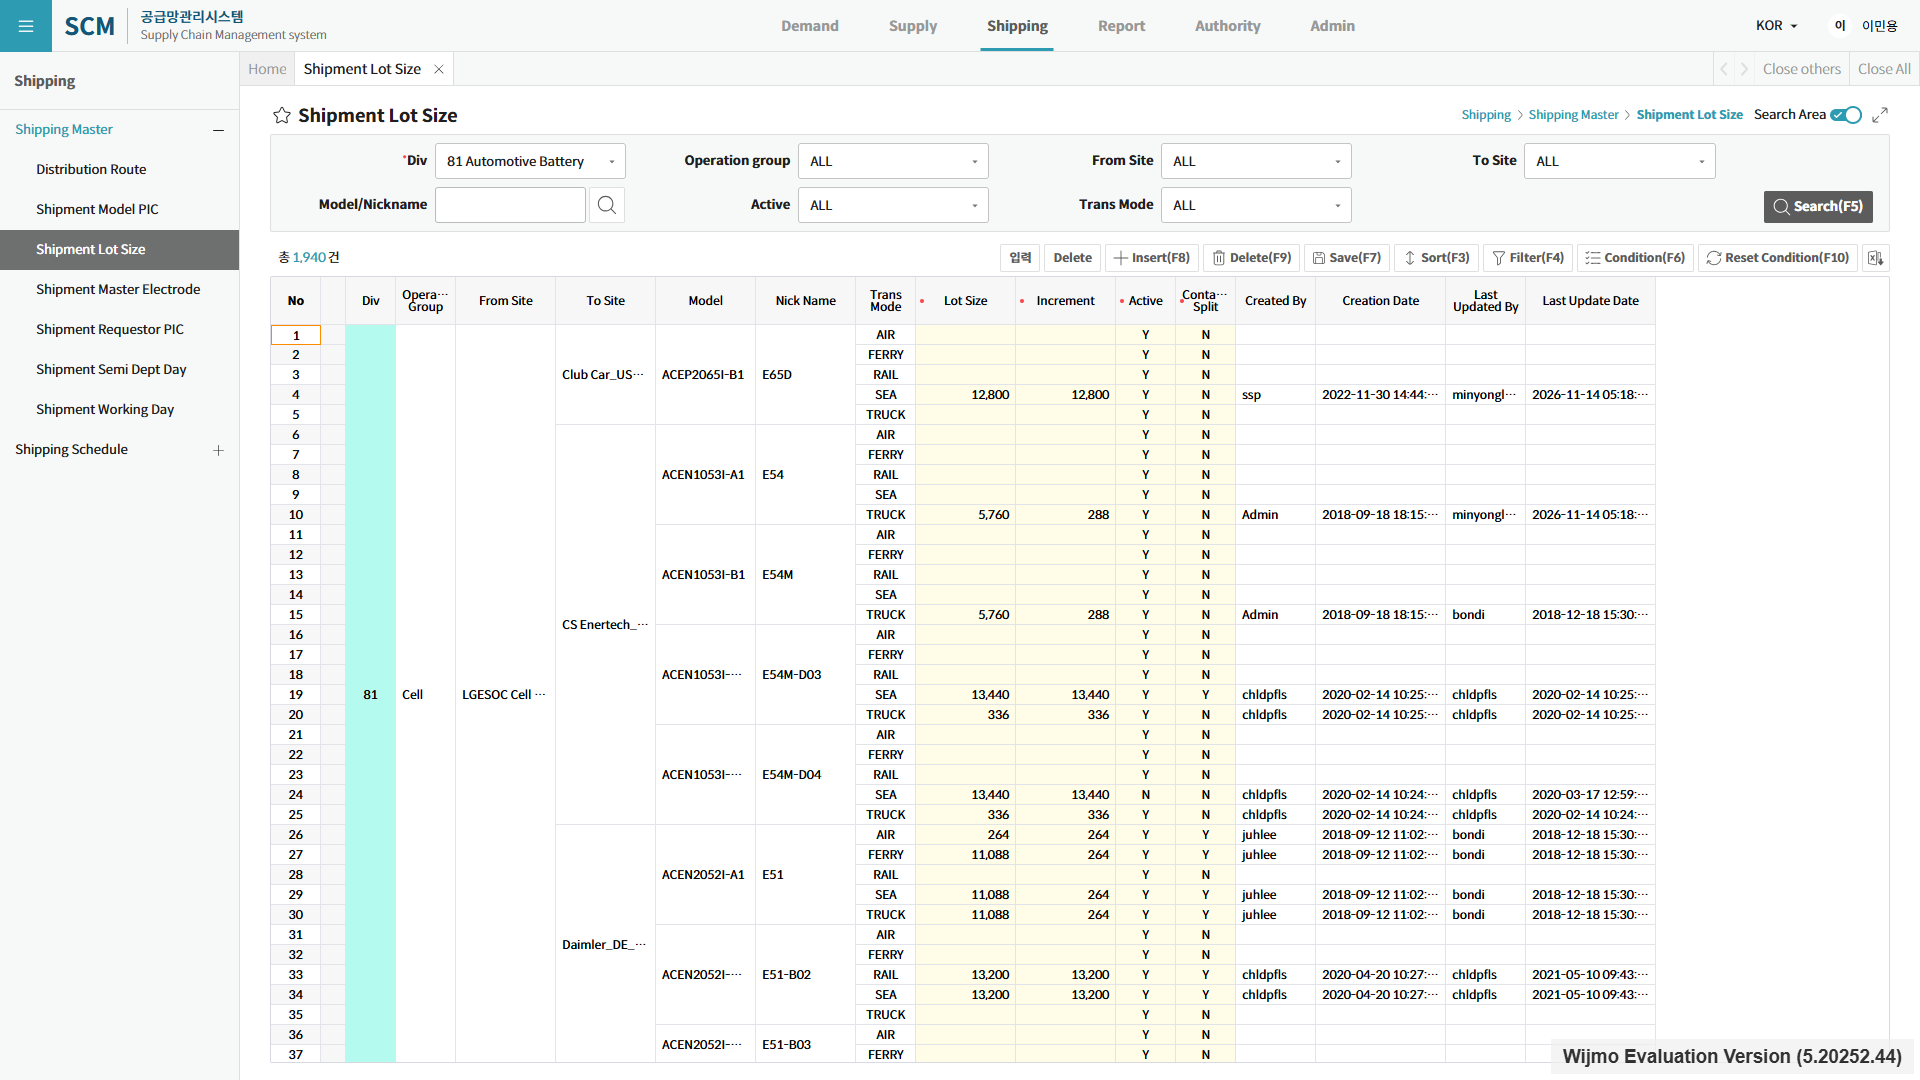 SCM 공급망관리시스템 Supply Chain Management system
Demand Supply Shipping Report Authority Admin
KOR 이 이민용
Shipping
Home Shipment Lot Size Close others Close All
Shipping Master
Distribution Route
Shipment Model PIC
Shipment Lot Size
Shipment Master Electrode
Shipment Requestor PIC
Shipment Semi Dept Day
Shipment Working Day
Shipping Schedule
Shipment Lot Size
Shipping > Shipping Master > Shipment Lot Size Search Area
*Div 81 Automotive Battery Operation group ALL From Site ALL To Site ALL
Model/Nickname Active ALL Trans Mode ALL Search(F5)
총 1,940 건
입력 Delete Insert(F8) Delete(F9) Save(F7) Sort(F3) Filter(F4) Condition(F6) Reset Condition(F10)
No Div Opera··· Group From Site To Site Model Nick Name Trans Mode Lot Size Increment Active Conta··· Split Created By Creation Date Last Updated By Last Update Date
81 Cell LGESOC Cell ···
Club Car_US··· ACEP2065I-B1 E65D
1 AIR Y N
2 FERRY Y N
3 RAIL Y N
4 SEA 12,800 12,800 Y N ssp 2022-11-30 14:44:··· minyongl··· 2026-11-14 05:18:···
5 TRUCK Y N
CS Enertech_···
ACEN1053I-A1 E54
6 AIR Y N
7 FERRY Y N
8 RAIL Y N
9 SEA Y N
10 TRUCK 5,760 288 Y N Admin 2018-09-18 18:15:··· minyongl··· 2026-11-14 05:18:···
ACEN1053I-B1 E54M
11 AIR Y N
12 FERRY Y N
13 RAIL Y N
14 SEA Y N
15 TRUCK 5,760 288 Y N Admin 2018-09-18 18:15:··· bondi 2018-12-18 15:30:···
ACEN1053I-··· E54M-D03
16 AIR Y N
17 FERRY Y N
18 RAIL Y N
19 SEA 13,440 13,440 Y Y chldpfls 2020-02-14 10:25:··· chldpfls 2020-02-14 10:25:···
20 TRUCK 336 336 Y N chldpfls 2020-02-14 10:25:··· chldpfls 2020-02-14 10:25:···
ACEN1053I-··· E54M-D04
21 AIR Y N
22 FERRY Y N
23 RAIL Y N
24 SEA 13,440 13,440 N N chldpfls 2020-02-14 10:24:··· chldpfls 2020-03-17 12:59:···
25 TRUCK 336 336 Y N chldpfls 2020-02-14 10:24:··· chldpfls 2020-02-14 10:24:···
Daimler_DE_···
ACEN2052I-A1 E51
26 AIR 264 264 Y Y juhlee 2018-09-12 11:02:··· bondi 2018-12-18 15:30:···
27 FERRY 11,088 264 Y Y juhlee 2018-09-12 11:02:··· bondi 2018-12-18 15:30:···
28 RAIL Y N
29 SEA 11,088 264 Y Y juhlee 2018-09-12 11:02:··· bondi 2018-12-18 15:30:···
30 TRUCK 11,088 264 Y Y juhlee 2018-09-12 11:02:··· bondi 2018-12-18 15:30:···
ACEN2052I-··· E51-B02
31 AIR Y N
32 FERRY Y N
33 RAIL 13,200 13,200 Y Y chldpfls 2020-04-20 10:27:··· chldpfls 2021-05-10 09:43:···
34 SEA 13,200 13,200 Y Y chldpfls 2020-04-20 10:27:··· chldpfls 2021-05-10 09:43:···
35 TRUCK Y N
ACEN2052I-··· E51-B03
36 AIR Y N
37 FERRY Y N
Wijmo Evaluation Version (5.20252.44)